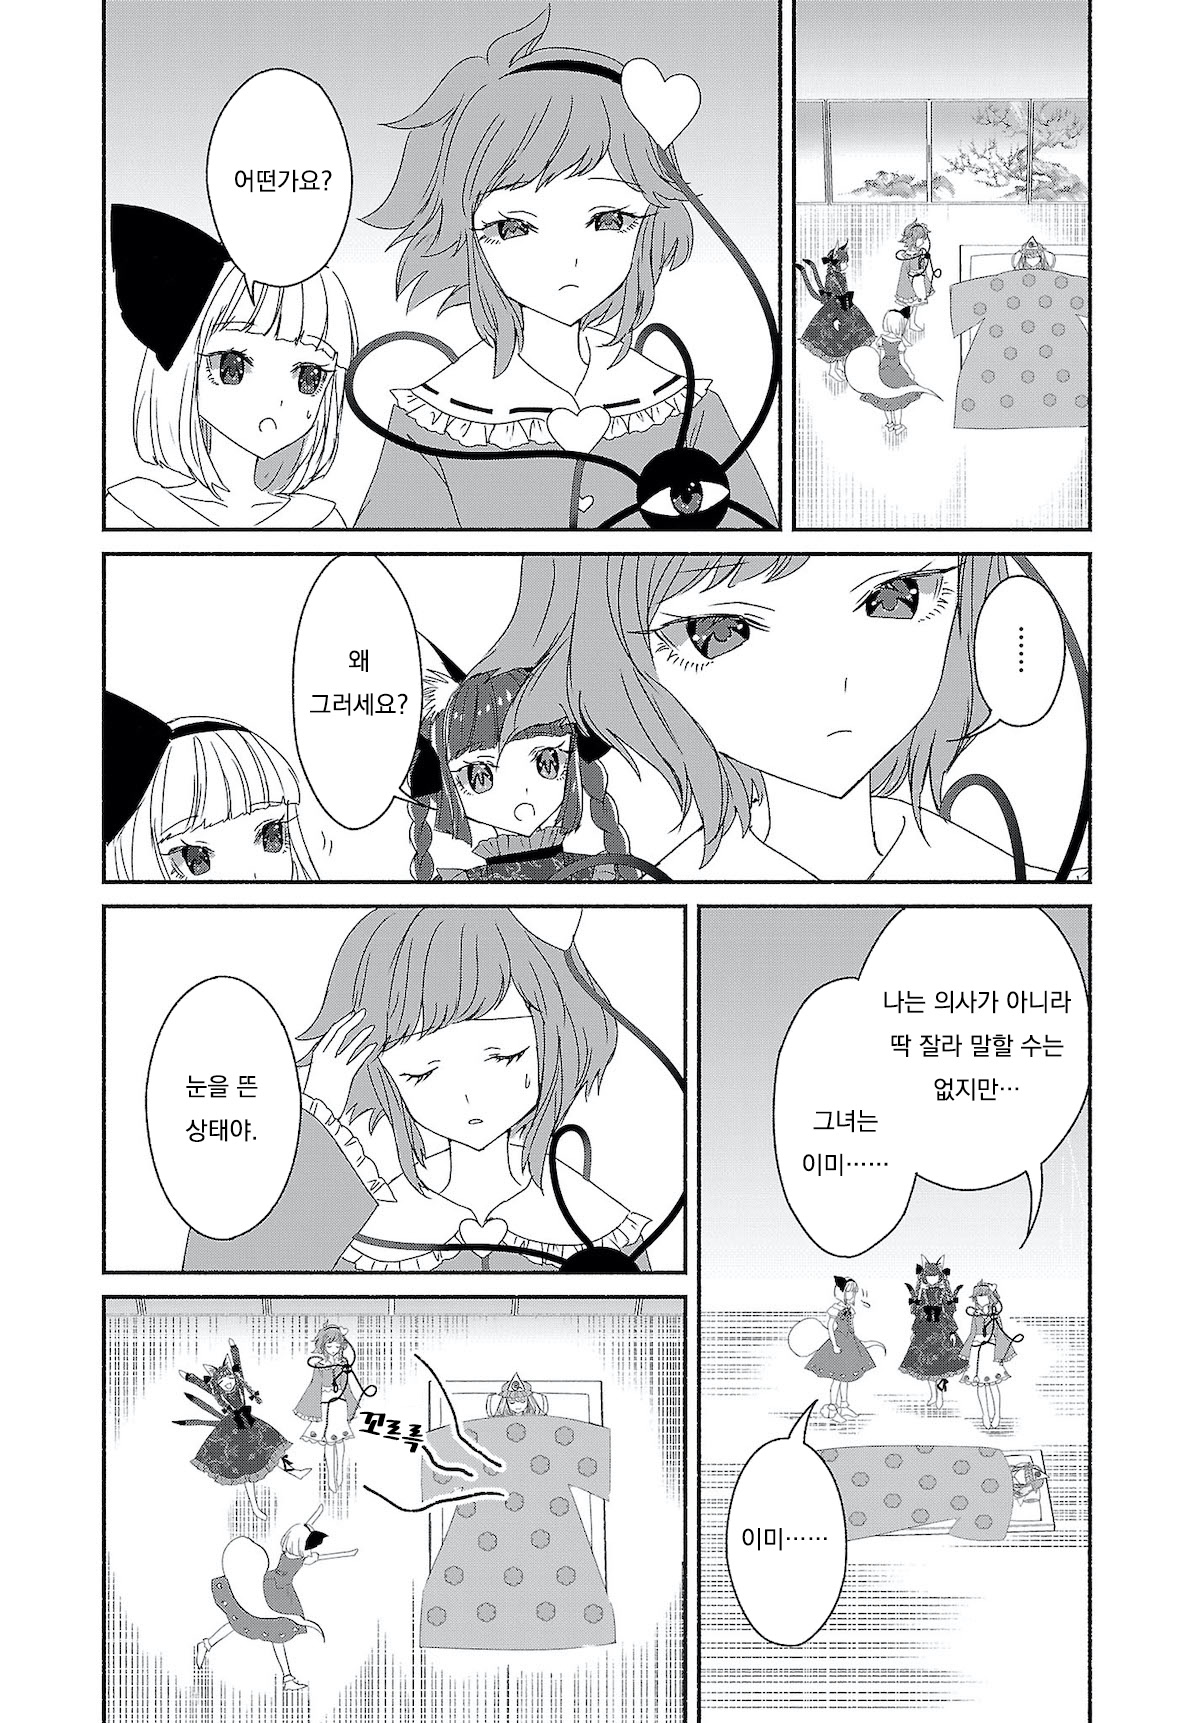 어떤가요?
……
왜
그러세요?
나는 의사가 아니라
딱 잘라 말할 수는
없지만…
그녀는
이미……
이미……
눈을 뜬
상태야.
꼬르륵